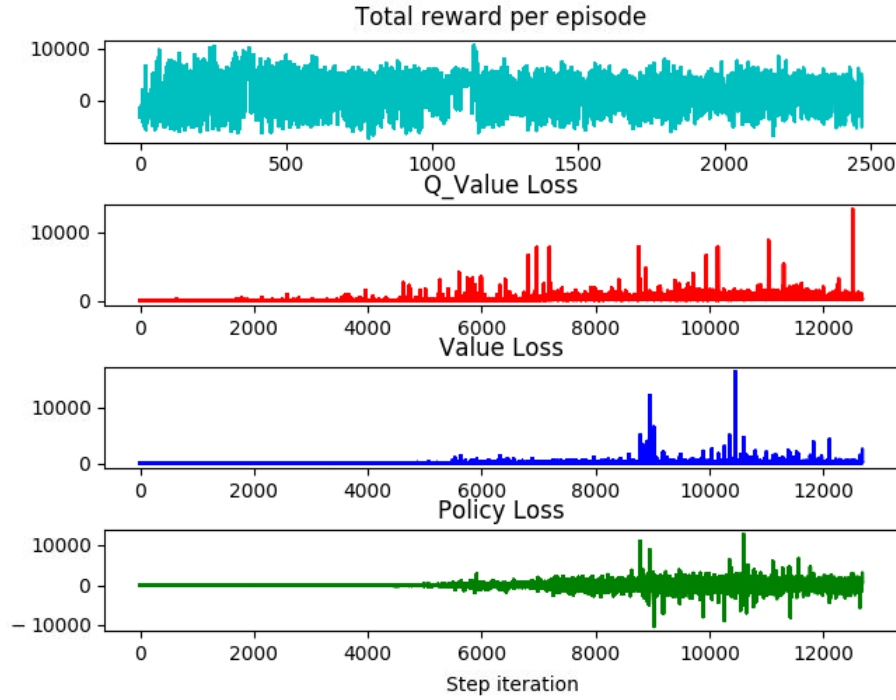 Total reward per episode
10000
0
0 500 1000 1500 2000 2500
Q_Value Loss
10000
0
0 2000 4000 6000 8000 10000 12000
Value Loss
10000
0
0 2000 4000 6000 8000 10000 12000
Policy Loss
10000
0
− 10000
0 2000 4000 6000 8000 10000 12000
Step iteration